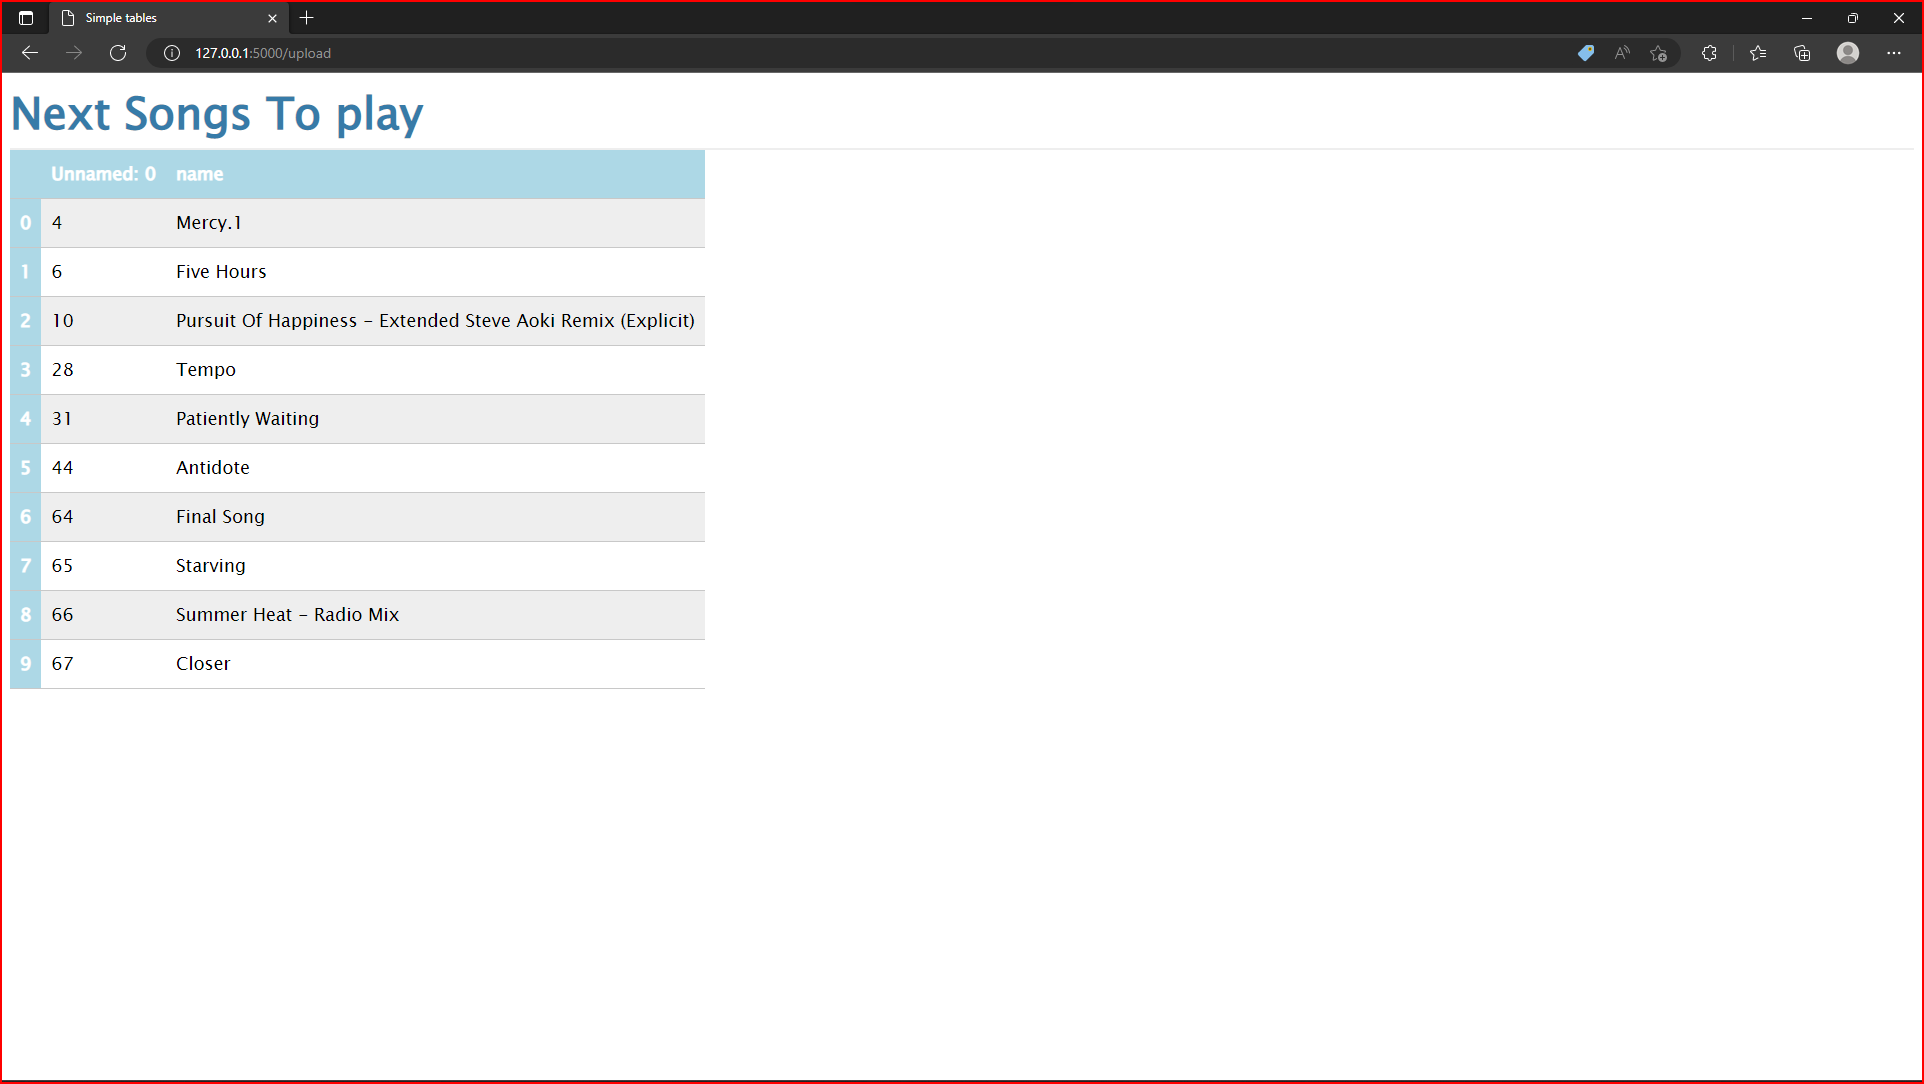 Simple tables
127.0.0.1:5000/upload
Next Songs To play
Unnamed: 0 name
0 4 Mercy.1
1 6 Five Hours
2 10 Pursuit Of Happiness - Extended Steve Aoki Remix (Explicit)
3 28 Tempo
4 31 Patiently Waiting
5 44 Antidote
6 64 Final Song
7 65 Starving
8 66 Summer Heat - Radio Mix
9 67 Closer